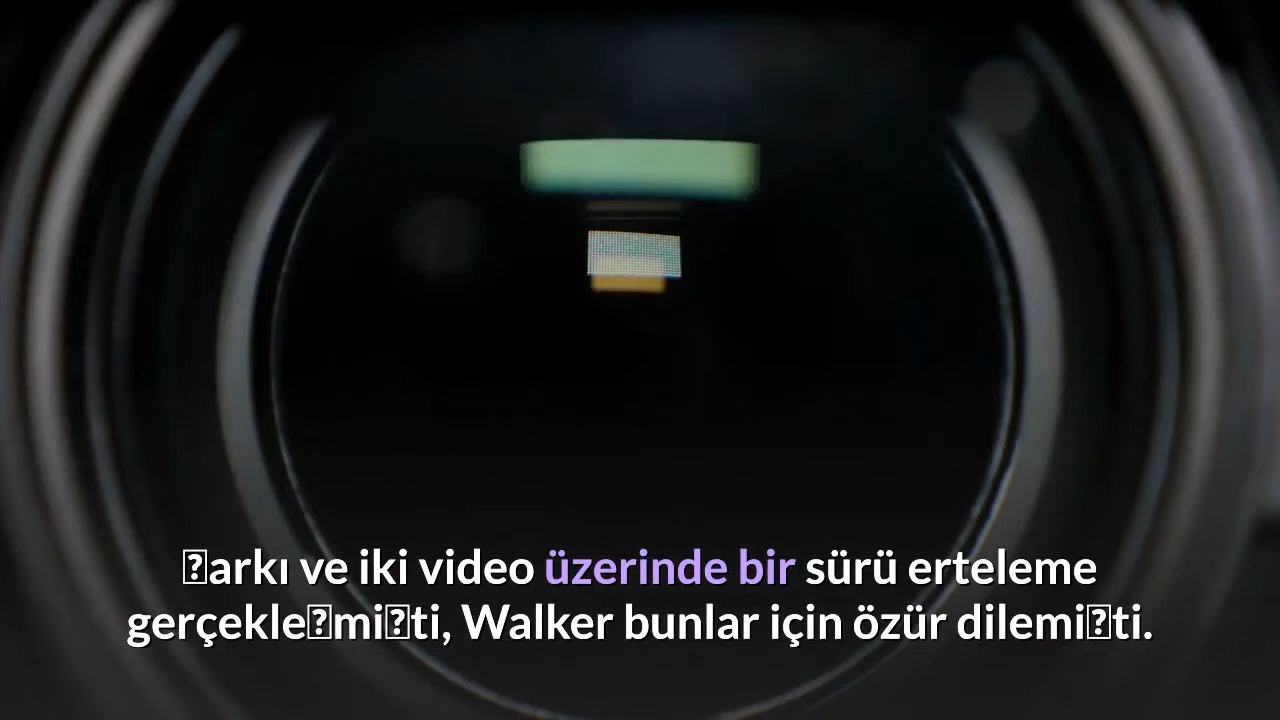 �arkı ve iki video üzerinde bir sürü erteleme
gerçekle�mi�ti, Walker bunlar için özür dilemi�ti.